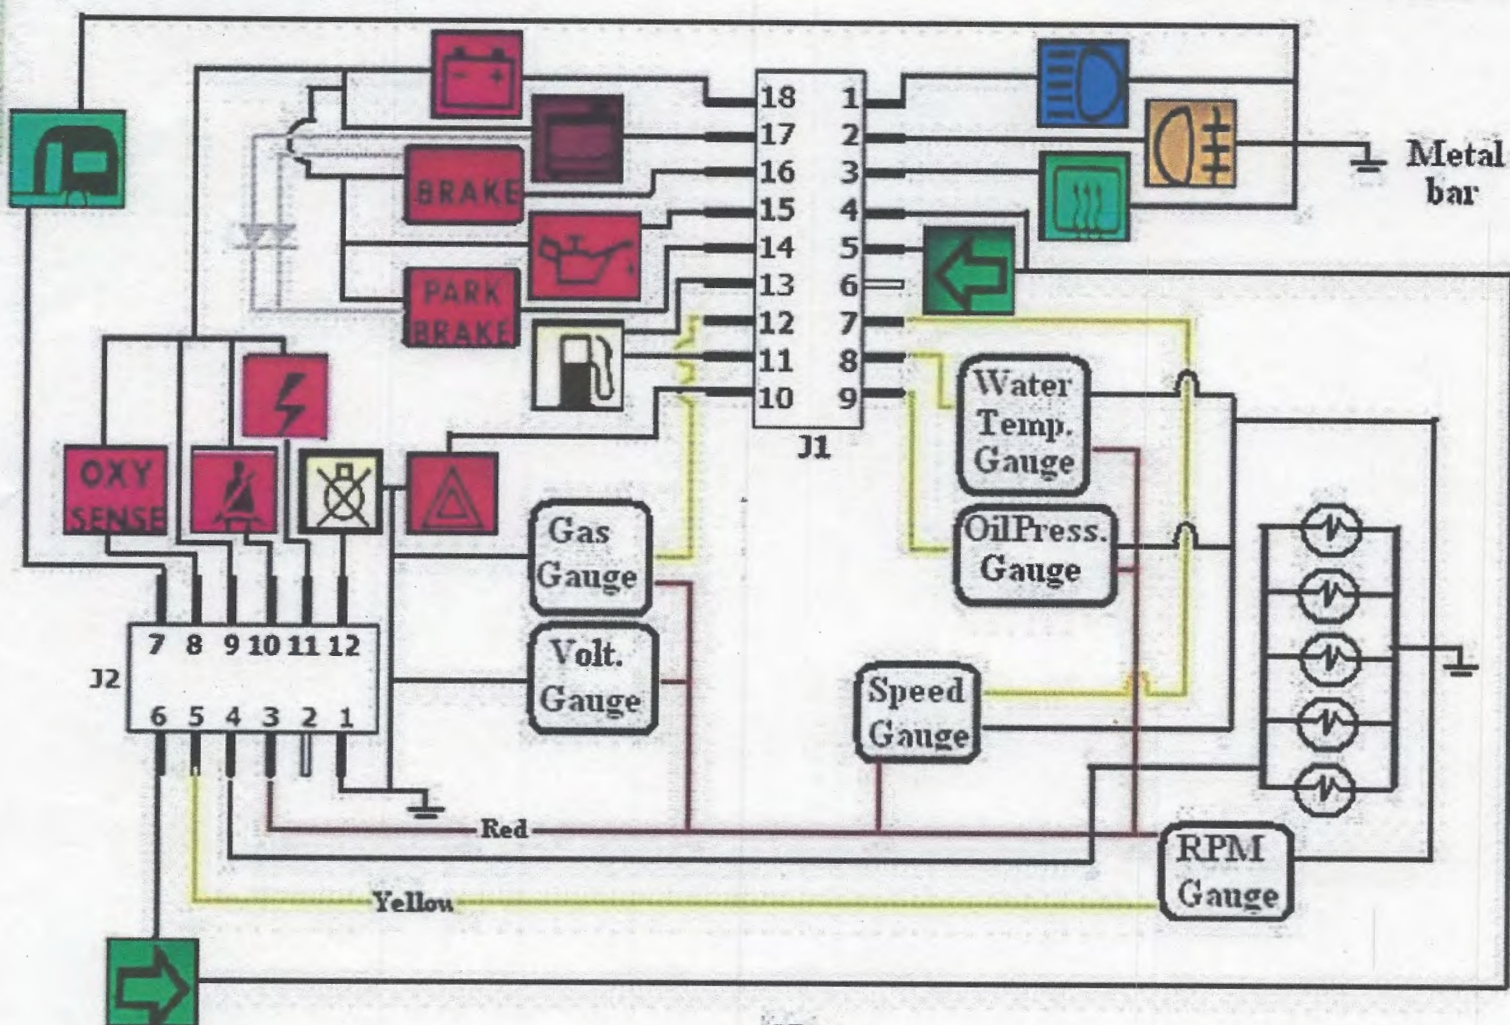 18 1
17 2
16 3
15 4
14 5
13 6
12 7
11 8
10 9
J1
Metal
bar
BRAKE
PARK
BRAKE
- +
OXY
SENSE
Water
Temp.
Gauge
Gas
Gauge
OilPress.
Gauge
Volt.
Gauge
Speed
Gauge
7 8 9 10 11 12
J2
6 5 4 3 2 1
Red
RPM
Gauge
Yellow